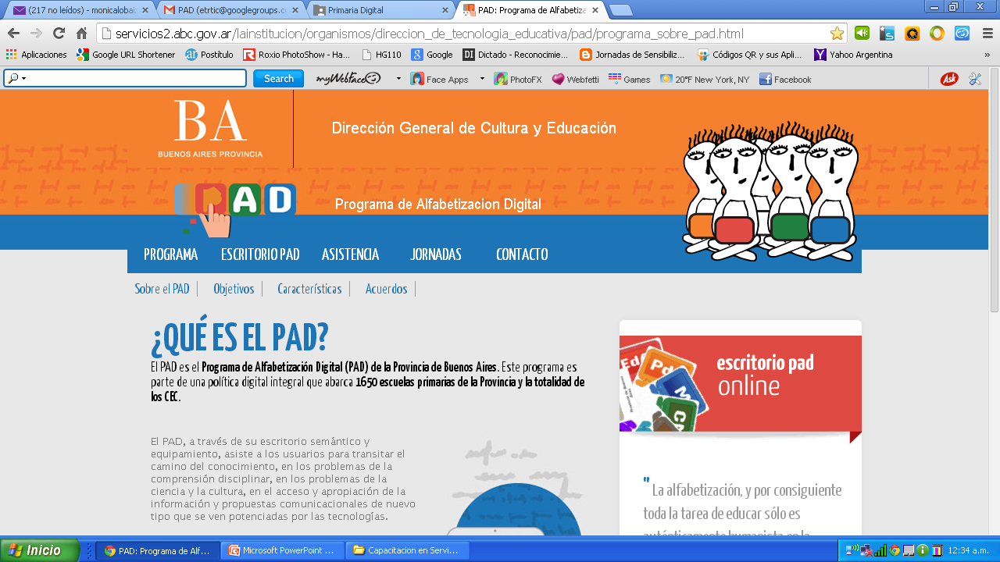 (217 no leídos) - monicalobai
PAD (etrtic@googlegroups.c
Primaria Digital
PAD: Programa de Alfabetiza
servicios2.abc.gov.ar/lainstitucion/organismos/direccion_de_tecnologia_educativa/pad/programa_sobre_pad.html
Aplicaciones
Google URL Shortener
Postítulo
Roxio PhotoShow - Ha...
HG110
Google
Dictado - Reconocimie...
Jornadas de Sensibiliz...
Códigos QR y sus Apli...
Yahoo Argentina
»
Search
myWebface
Face Apps
PhotoFX
Webfetti
Games
20°F New York, NY
Facebook
Ask
BA
BUENOS AIRES PROVINCIA
Dirección General de Cultura y Educación
PAD
Programa de Alfabetizacion Digital
PROGRAMA
ESCRITORIO PAD
ASISTENCIA
JORNADAS
CONTACTO
Sobre el PAD
Objetivos
Características
Acuerdos
¿QUÉ ES EL PAD?
El PAD es el Programa de Alfabetización Digital (PAD) de la Provincia de Buenos Aires. Este programa es
parte de una política digital integral que abarca 1650 escuelas primarias de la Provincia y la totalidad de
los CEC.
El PAD, a través de su escritorio semántico y
equipamiento, asiste a los usuarios para transitar el
camino del conocimiento, en los problemas de la
comprensión disciplinar, en los problemas de la
ciencia y la cultura, en el acceso y apropiación de la
información y propuestas comunicacionales de nuevo
tipo que se ven potenciadas por las tecnologías.
escritorio pad
online
" La alfabetización, y por consiguiente
toda la tarea de educar sólo es
auténticamente humanista en la
Inicio
PAD: Programa de Alf...
Microsoft PowerPoint ...
Capacitacion en Servi...
12:34 a.m.